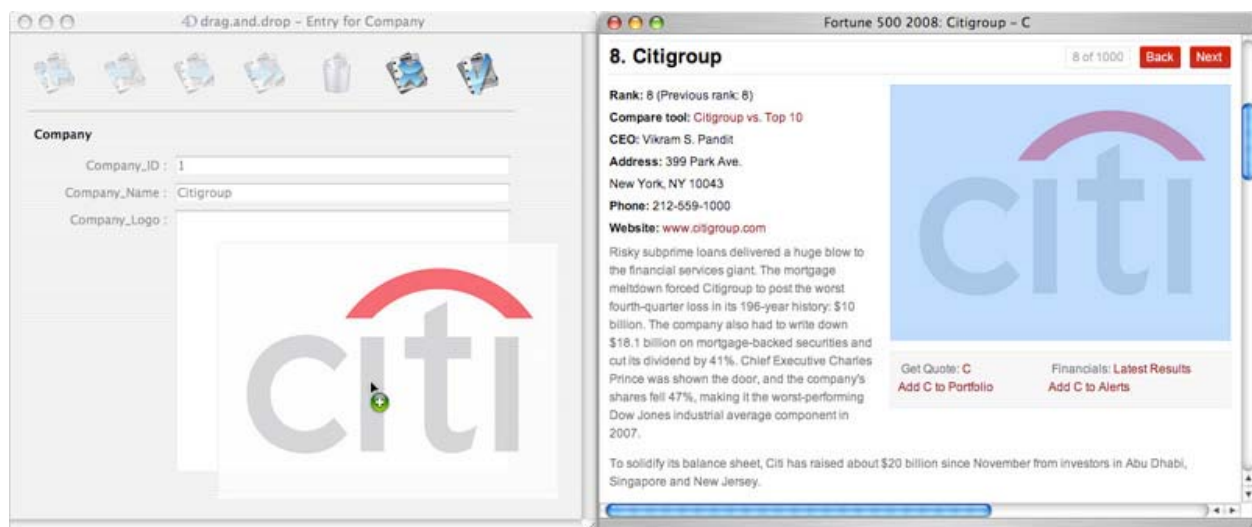 4D drag.and.drop – Entry for Company
Company
Company_ID : 1
Company_Name : Citigroup
Company_Logo :
citi
Fortune 500 2008: Citigroup – C
8. Citigroup
8 of 1000 Back Next
Rank: 8 (Previous rank: 8)
Compare tool: Citigroup vs. Top 10
CEO: Vikram S. Pandit
Address: 399 Park Ave.
New York, NY 10043
Phone: 212-559-1000
Website: www.citigroup.com
Risky subprime loans delivered a huge blow to
the financial services giant. The mortgage
meltdown forced Citigroup to post the worst
fourth-quarter loss in its 196-year history: $10
billion. The company also had to write down
$18.1 billion on mortgage-backed securities and
cut its dividend by 41%. Chief Executive Charles
Prince was shown the door, and the company's
shares fell 47%, making it the worst-performing
Dow Jones industrial average component in
2007.
citi
Get Quote: C Financials: Latest Results
Add C to Portfolio Add C to Alerts
To solidify its balance sheet, Citi has raised about $20 billion since November from investors in Abu Dhabi,
Singapore and New Jersey.